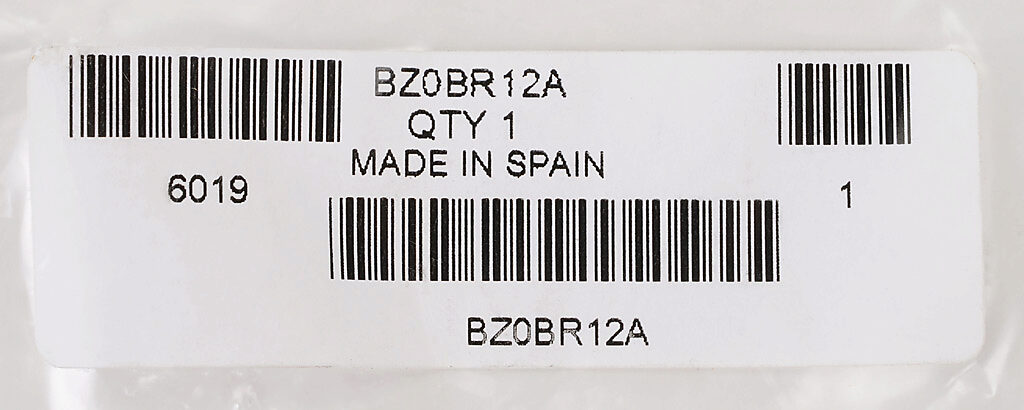 BZ0BR12A
QTY 1
MADE IN SPAIN
6019
1
BZ0BR12A